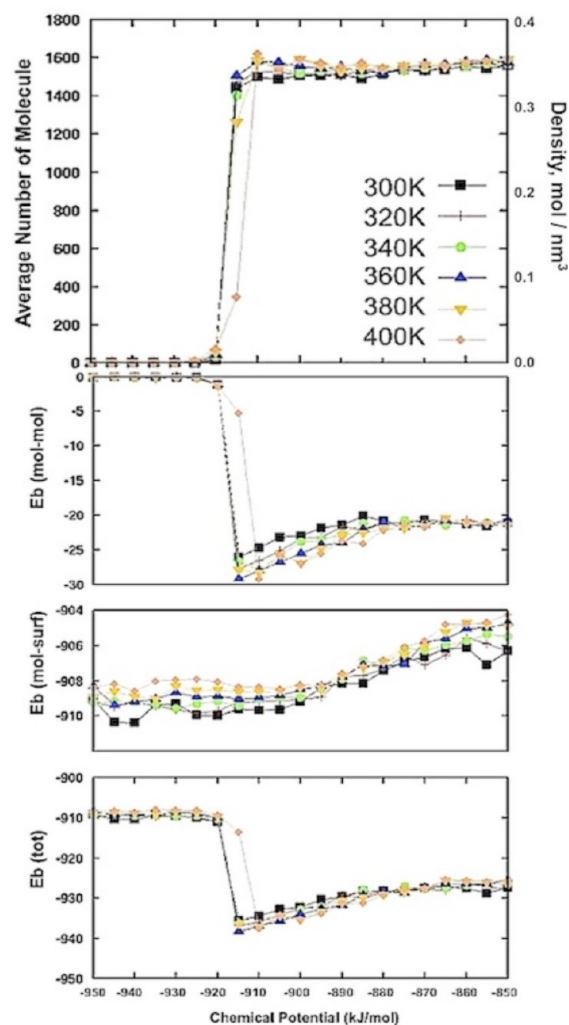 1800
1600
1400
1200
1000
800
600
400
200
0
Average Number of Molecule
0.4
0.3
0.2
0.1
0.0
Density, mol / nm³
300K
320K
340K
360K
380K
400K
0
-5
-10
-15
-20
-25
-30
Eb (mol-mol)
-904
-906
-908
-910
Eb (mol-surf)
-900
-910
-920
-930
-940
-950
Eb (tot)
-950 -940 -930 -920 -910 -900 -890 -880 -870 -860 -850
Chemical Potential (kJ/mol)